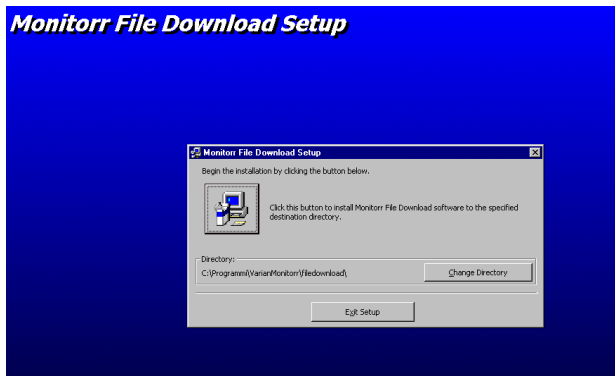 Monitorr File Download Setup
Monitorr File Download Setup
Begin the installation by clicking the button below.
Click this button to install Monitorr File Download software to the specified
destination directory.
Directory:
C:\Programmi\VarianMonitorr\filedownload\
Change Directory
Exit Setup